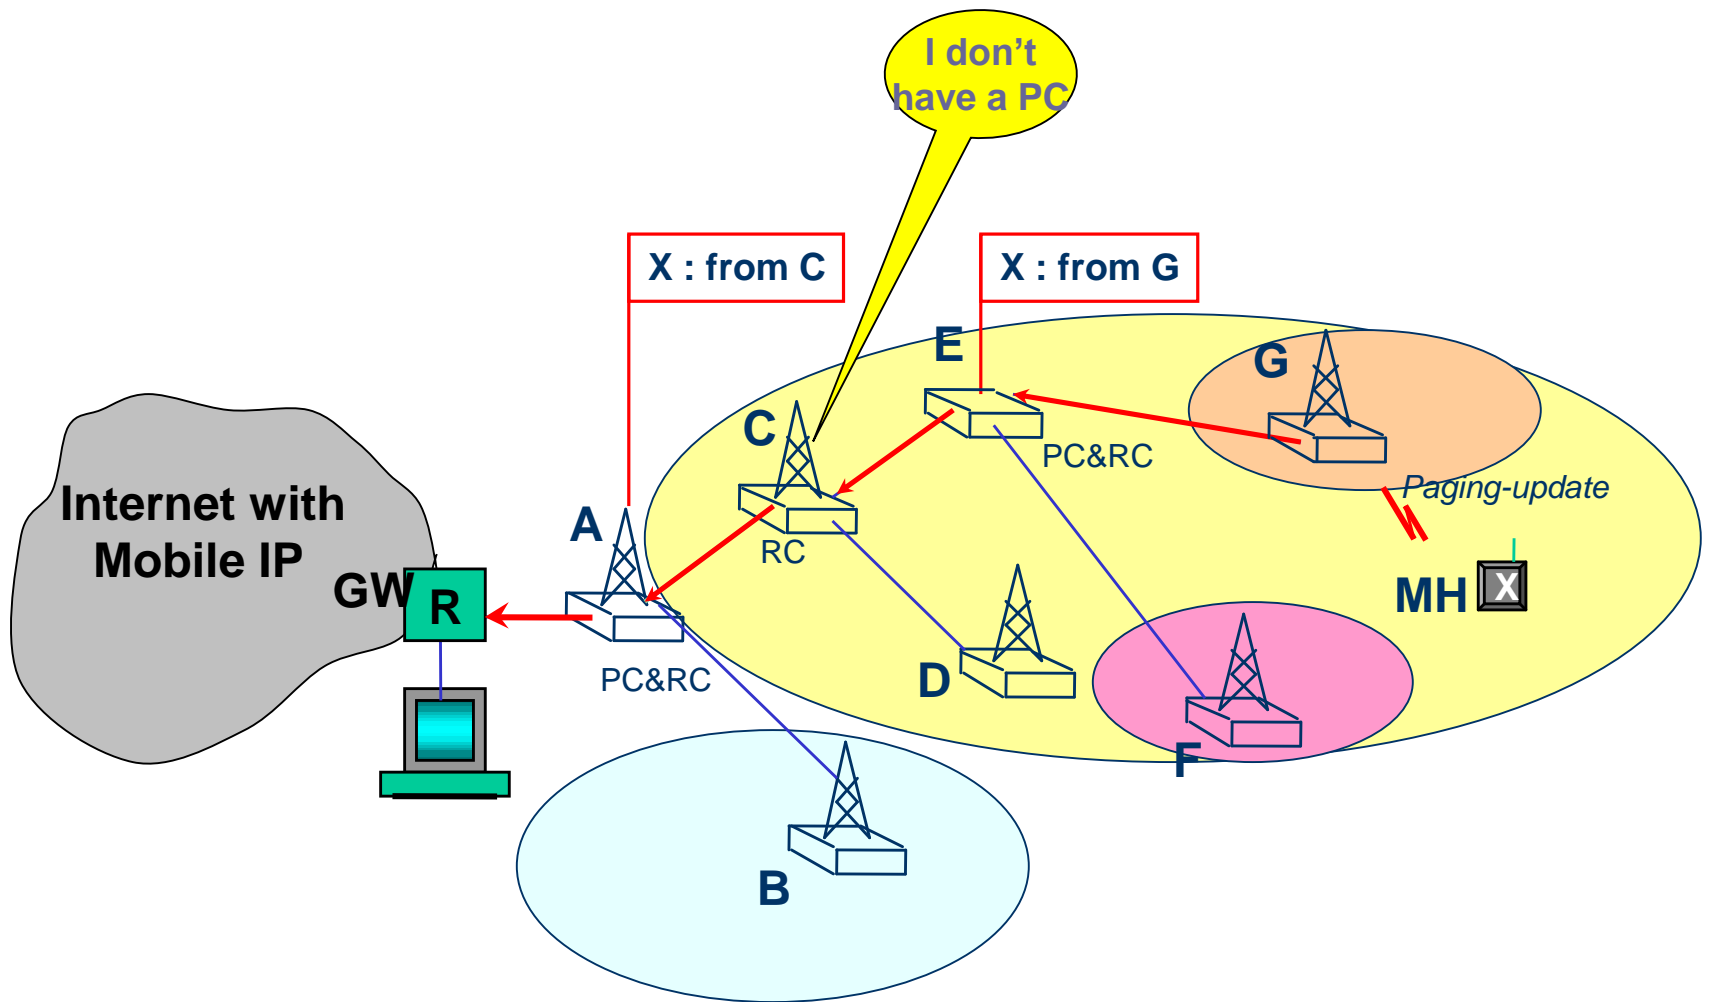 I don’t
have a PC
X : from C
X : from G
E
G
C
PC&RC
Paging-update
Internet with
Mobile IP
A
RC
GW
R
MH
X
PC&RC
D
F
B